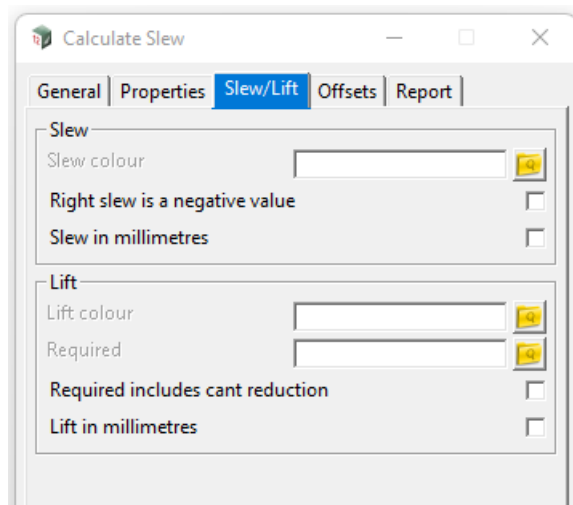 Calculate Slew
General Properties Slew/Lift Offsets Report
Slew
Slew colour
Right slew is a negative value
Slew in millimetres
Lift
Lift colour
Required
Required includes cant reduction
Lift in millimetres